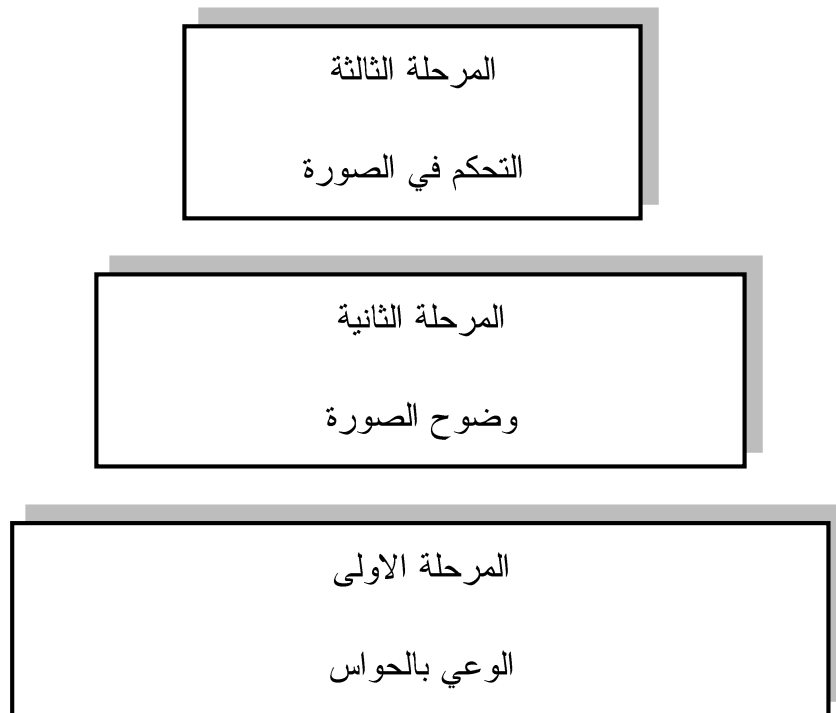 المرحلة الثالثة
التحكم في الصورة
المرحلة الثانية
وضوح الصورة
المرحلة الاولى
الوعي بالحواس